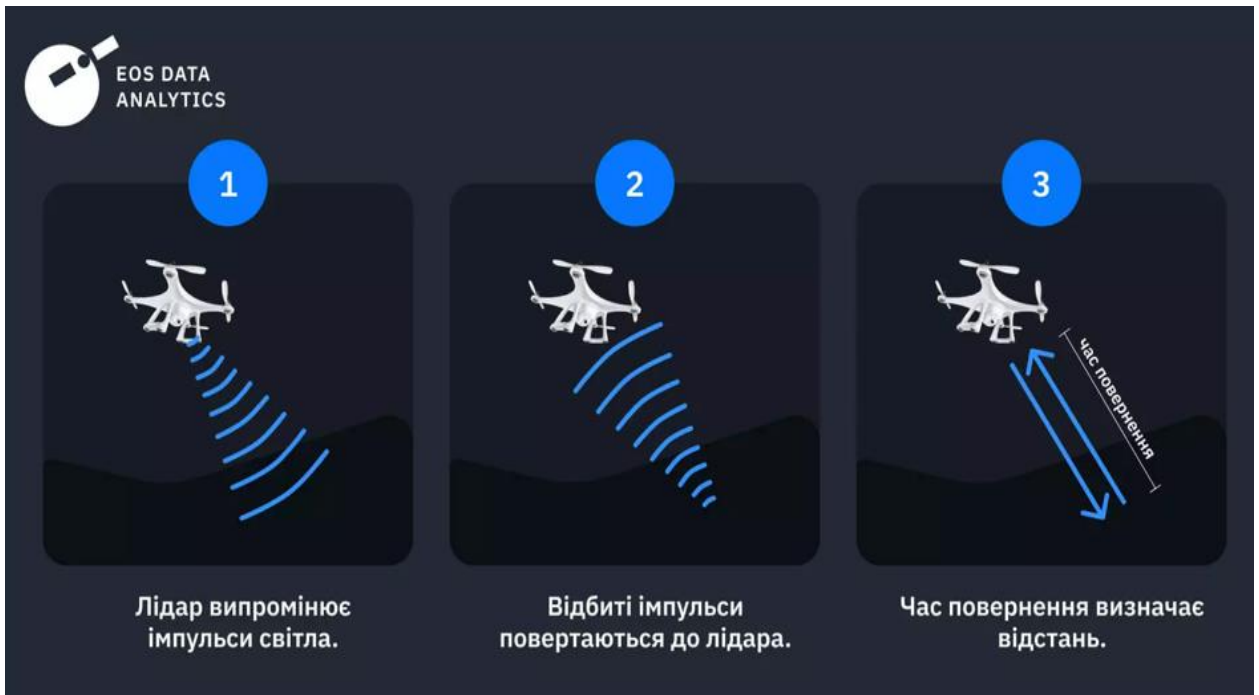 EOS DATA
ANALYTICS
1
2
3
час повернення
Лідар випромінює
імпульси світла.
Відбиті імпульси
повертаються до лідара.
Час повернення визначає
відстань.